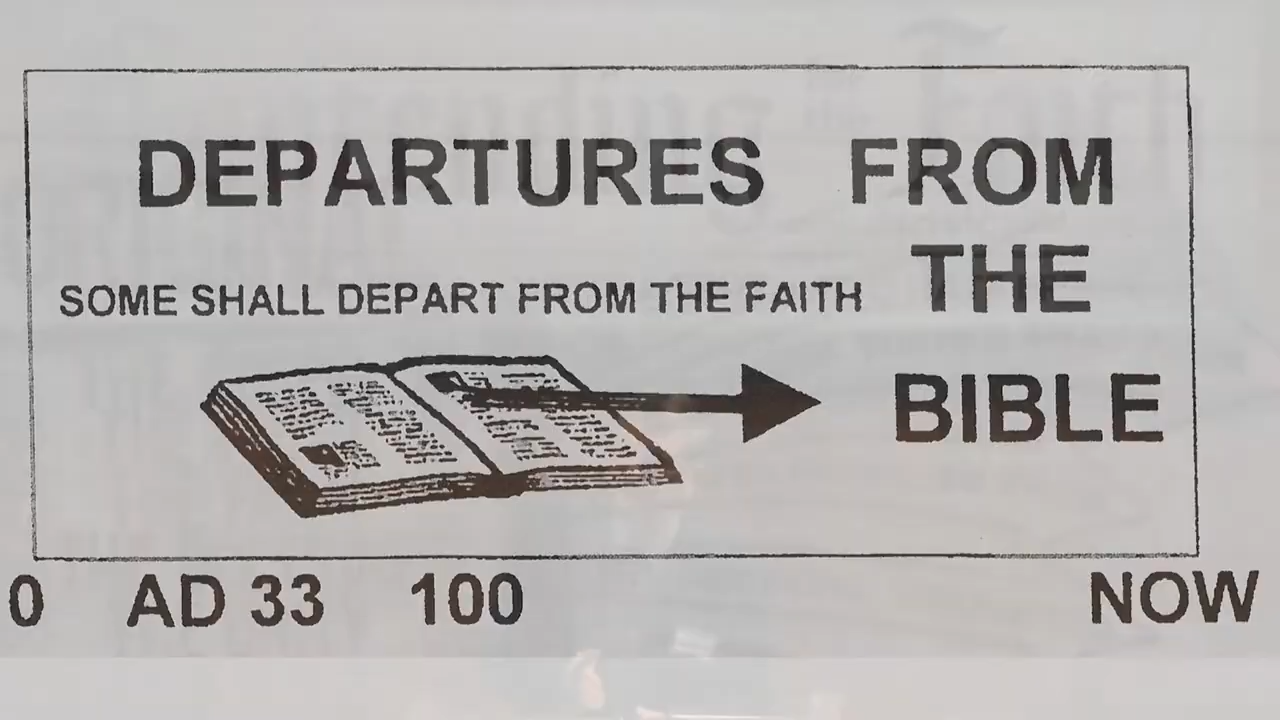 DEPARTURES FROM
THE
SOME SHALL DEPART FROM THE FAITH
BIBLE
0 AD 33 100 NOW